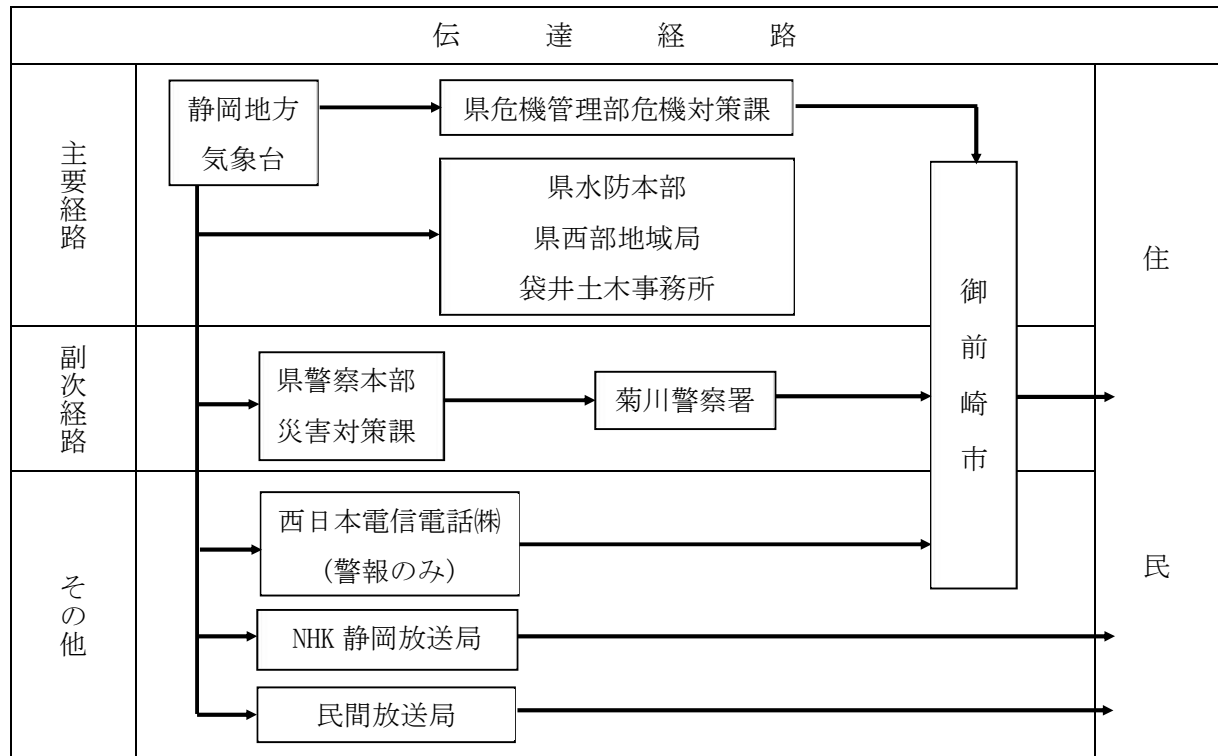 伝達経路
主要経路
静岡地方
気象台
県危機管理部危機対策課
県水防本部
県西部地域局
袋井土木事務所
副次経路
県警察本部
災害対策課
菊川警察署
その他
西日本電信電話㈱
(警報のみ)
NHK 静岡放送局
民間放送局
御前崎市
住民